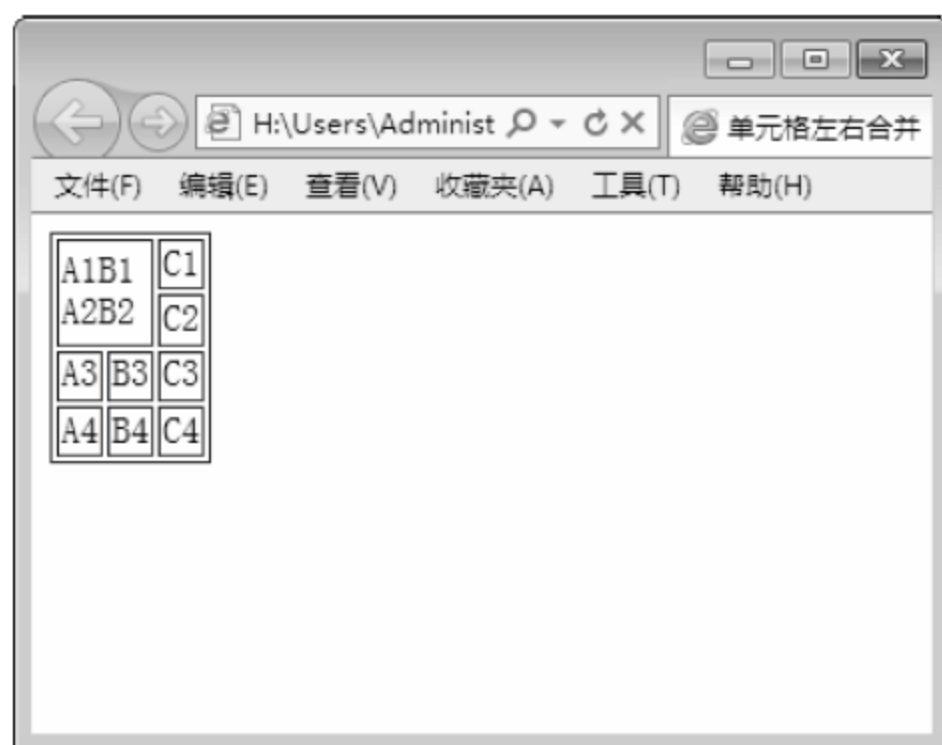 H:\Users\Administ
单元格左右合并
文件(F) 编辑(E) 查看(V) 收藏夹(A) 工具(T) 帮助(H)
A1B1 C1
A2B2 C2
A3 B3 C3
A4 B4 C4